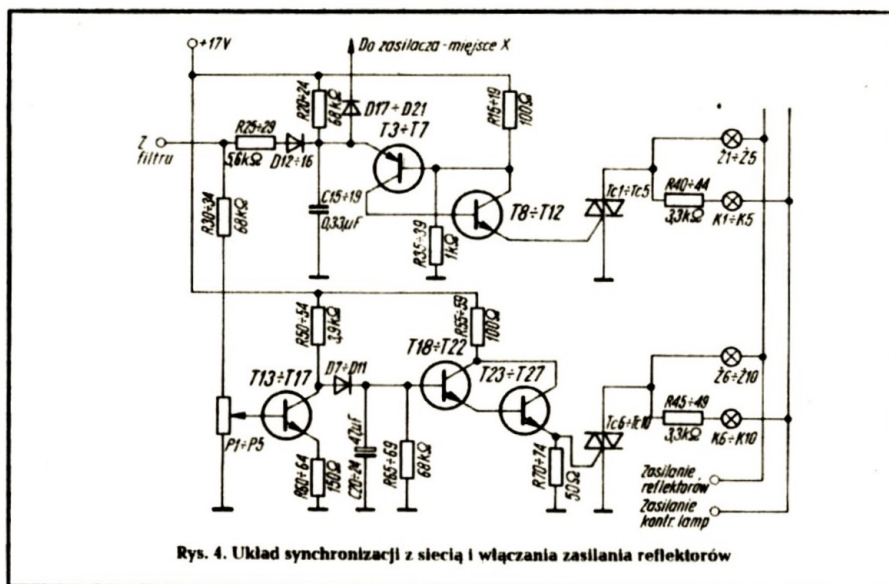 +17V
Do zasilacza-miejsce X
R20÷24
68kΩ
D17÷D21
T3÷T7
R15÷19
100Ω
Z filtru
R25÷29
5,6kΩ
D12÷16
R30÷34
68kΩ
C15÷19
0,33µF
R35÷39
1kΩ
T8÷T12
Tc1÷Tc5
R40÷44
3,3kΩ
Ż1÷Ż5
K1÷K5
R50÷54
3,9kΩ
R55÷59
100Ω
T13÷T17
D7÷D11
T18÷T22
T23÷T27
P1÷P5
R60÷64
150Ω
C20÷24
47µF
R65÷69
68kΩ
R70÷74
50Ω
Tc6÷Tc10
R45÷49
3,3kΩ
Ż6÷Ż10
K6÷K10
Zasilanie
reflektorów
Zasilanie
kontr. lamp
Rys. 4. Układ synchronizacji z siecią i włączania zasilania reflektorów